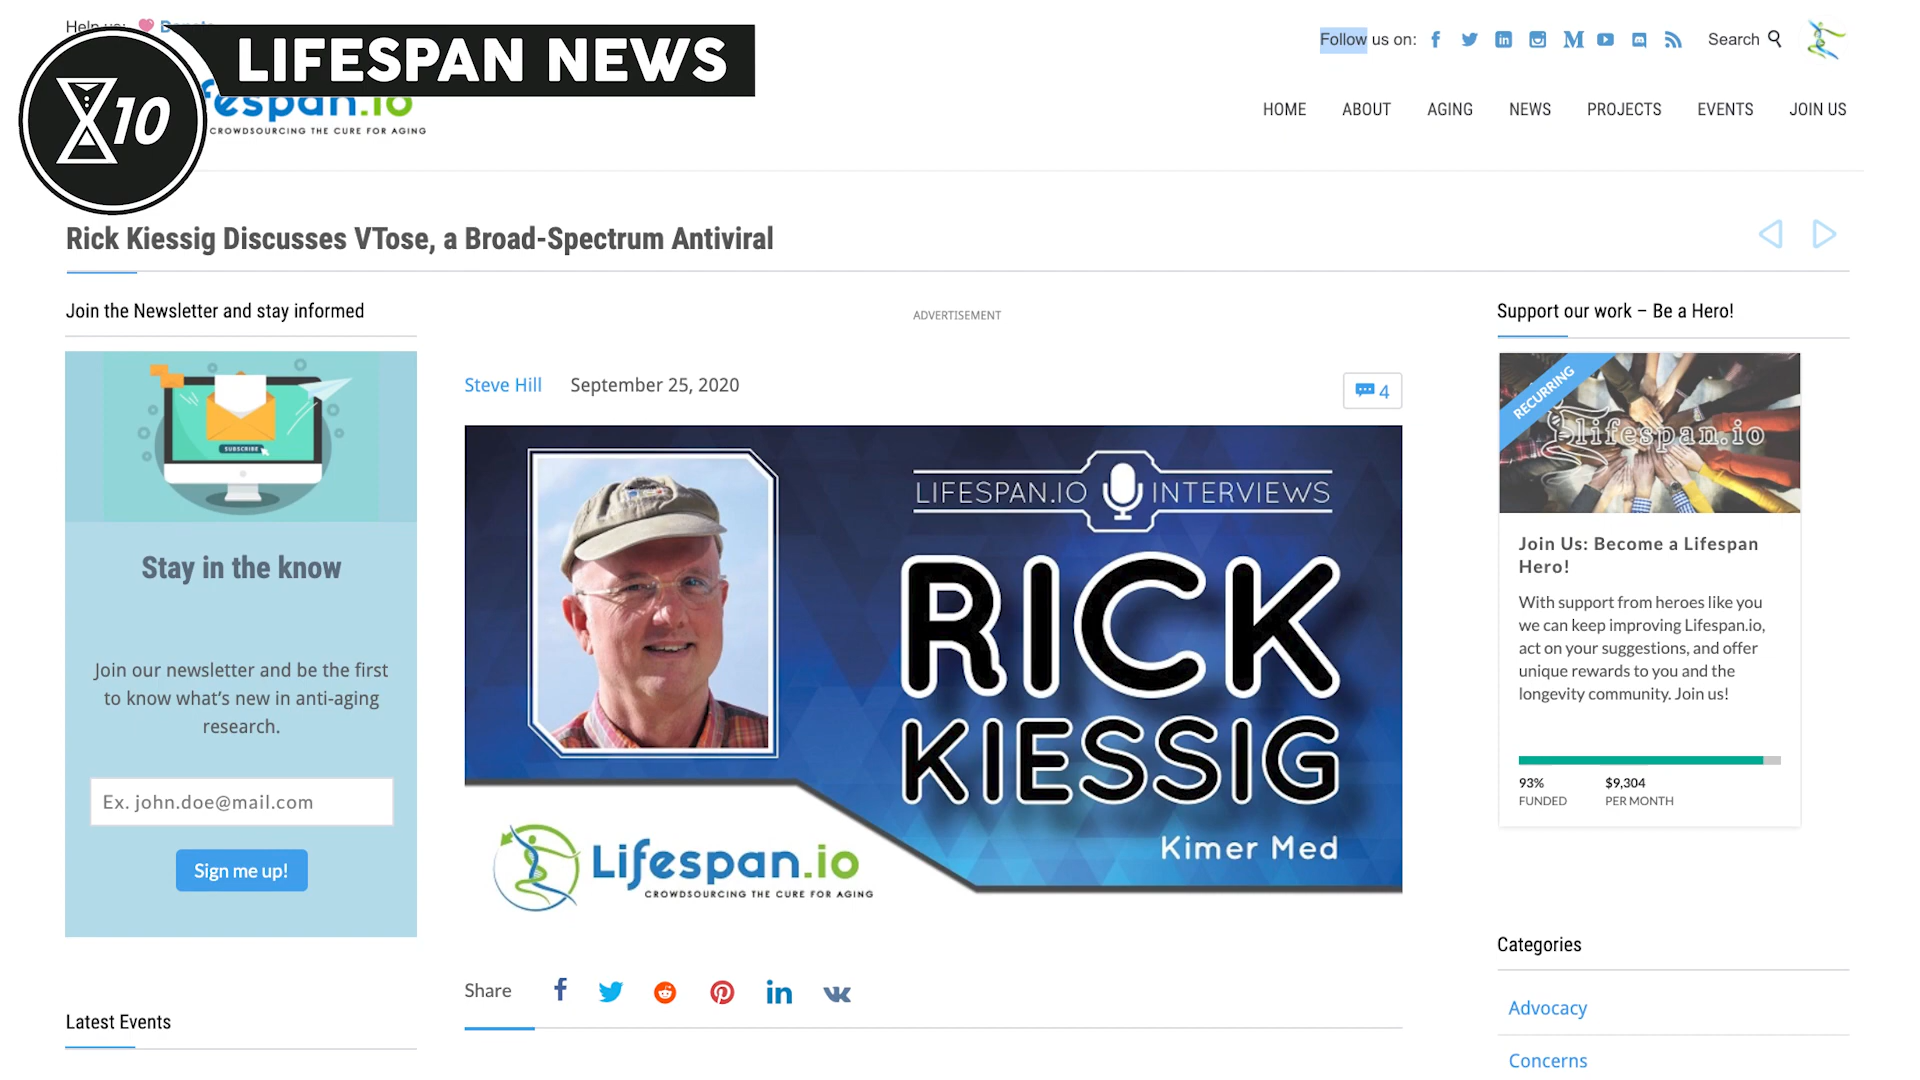 Help us:
LIFESPAN NEWS
X10
Lifespan.io
CROWDSOURCING THE CURE FOR AGING
Follow us on:
Search
HOME ABOUT AGING NEWS PROJECTS EVENTS JOIN US
Rick Kiessig Discusses VTose, a Broad-Spectrum Antiviral
Join the Newsletter and stay informed
SUBSCRIBE
Stay in the know
Join our newsletter and be the first
to know what's new in anti-aging
research.
Ex. john.doe@mail.com
Sign me up!
Latest Events
ADVERTISEMENT
Steve Hill September 25, 2020
4
LIFESPAN.IO INTERVIEWS
RICK
KIESSIG
Kimer Med
Lifespan.io
CROWDSOURCING THE CURE FOR AGING
Share
Support our work – Be a Hero!
RECURRING
lifespan.io
Join Us: Become a Lifespan
Hero!
With support from heroes like you
we can keep improving Lifespan.io,
act on your suggestions, and offer
unique rewards to you and the
longevity community. Join us!
93% $9,304
FUNDED PER MONTH
Categories
Advocacy
Concerns